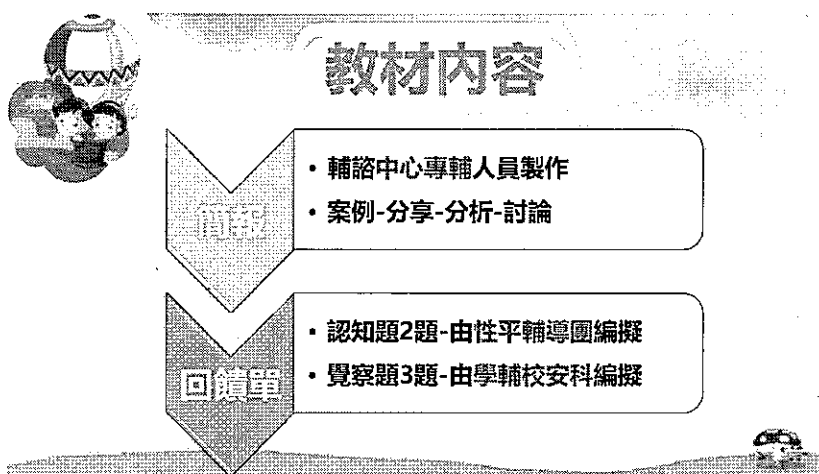 教材內容
簡報
• 輔諮中心專輔人員製作
• 案例-分享-分析-討論
回饋單
• 認知題2題-由性平輔導團編擬
• 覺察題3題-由學輔校安科編擬